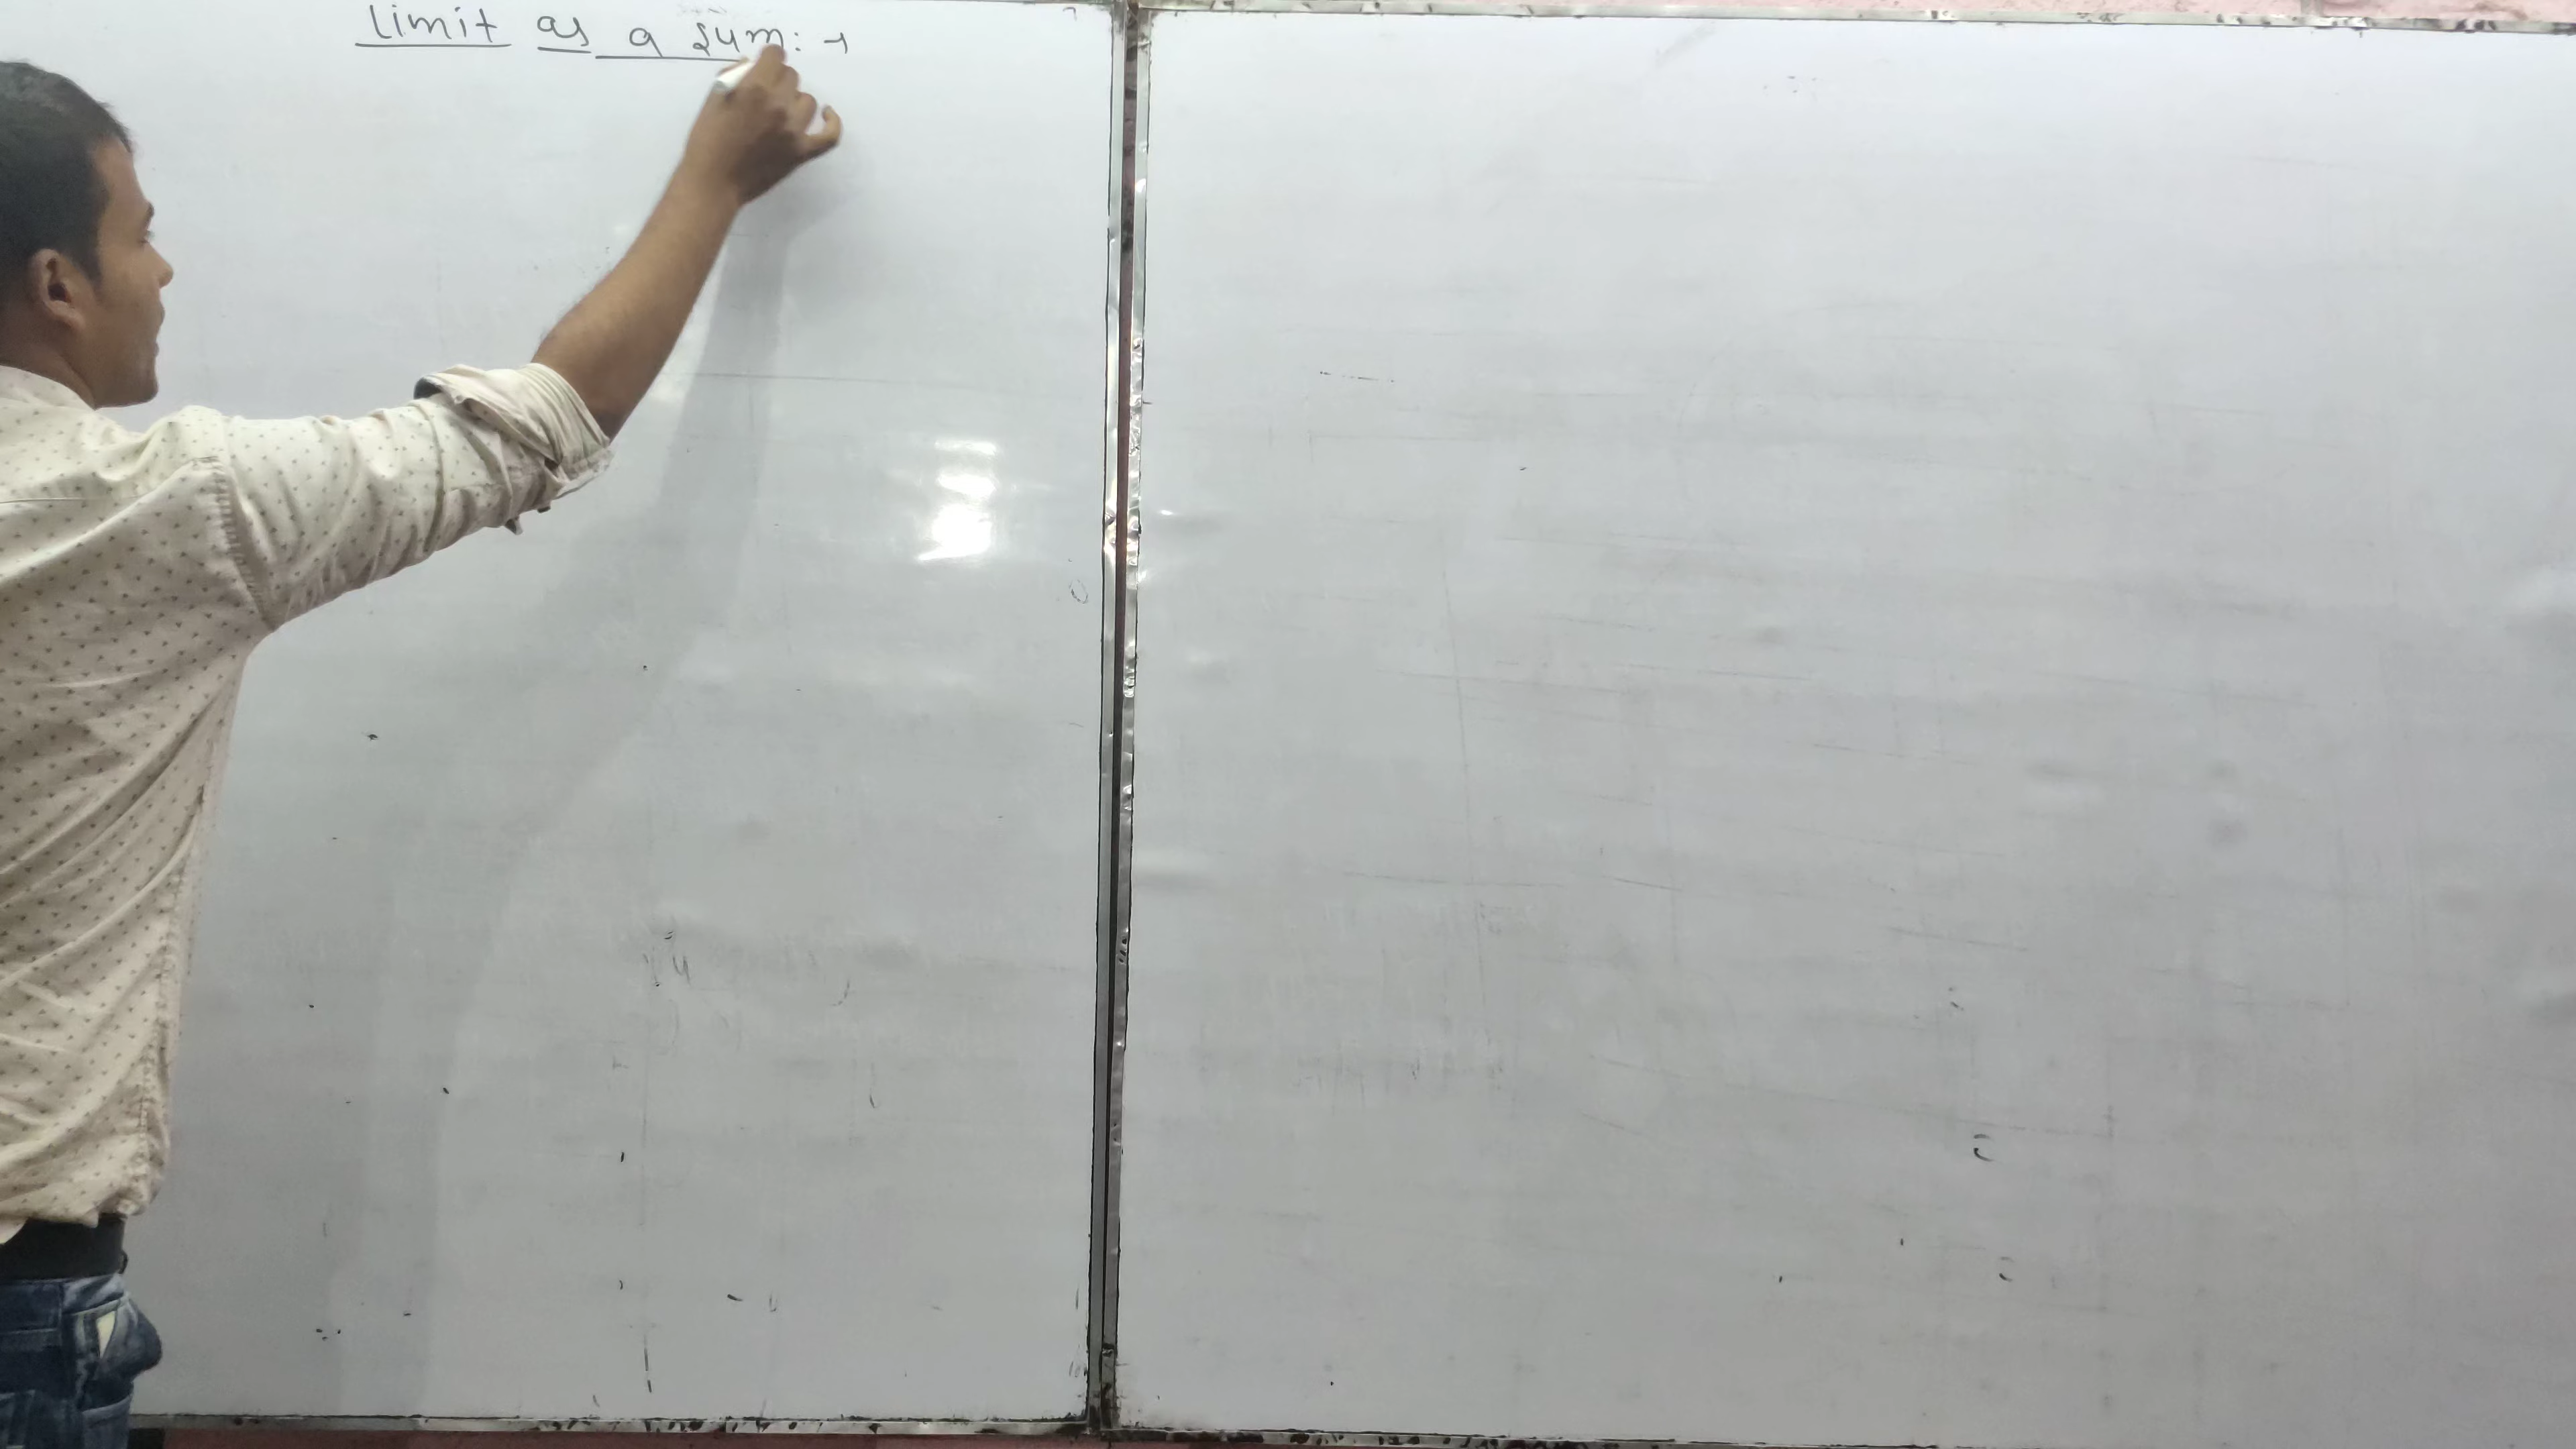 limit as a sum: →